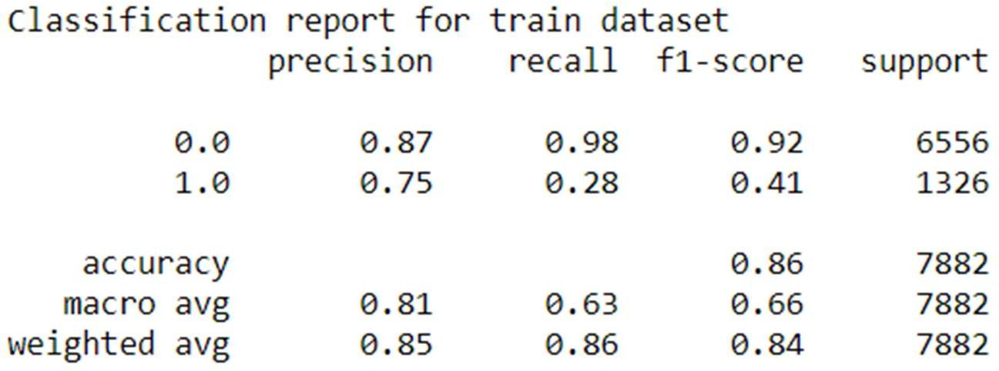 Classification report for train dataset
precision recall f1-score support
0.0 0.87 0.98 0.92 6556
1.0 0.75 0.28 0.41 1326
accuracy 0.86 7882
macro avg 0.81 0.63 0.66 7882
weighted avg 0.85 0.86 0.84 7882